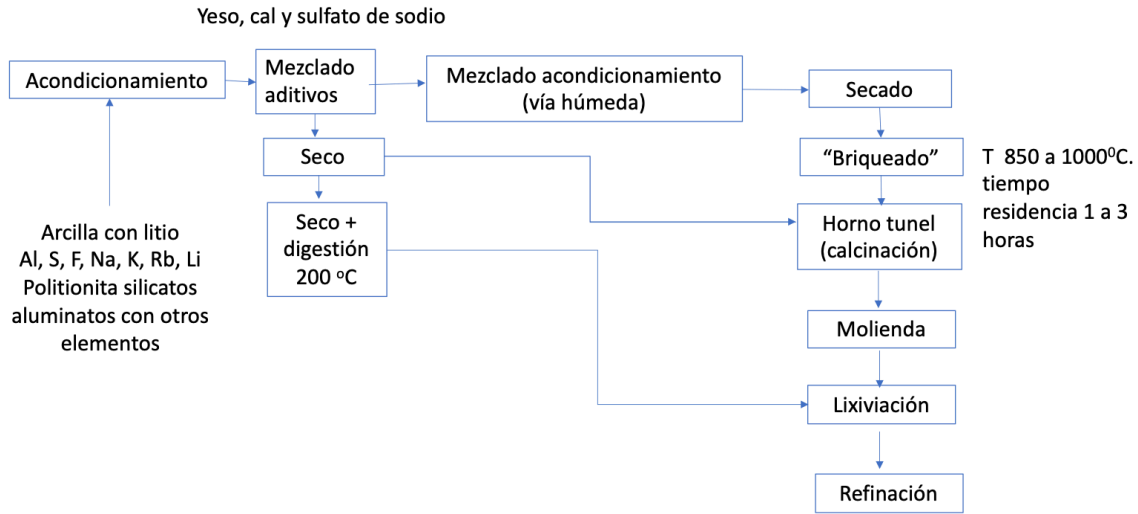 Yeso, cal y sulfato de sodio
Acondicionamiento
Mezclado
aditivos
Mezclado acondicionamiento
(vía húmeda)
Secado
Seco
“Briqueado”
T 850 a 1000⁰C.
tiempo
residencia 1 a 3
horas
Arcilla con litio
Al, S, F, Na, K, Rb, Li
Politionita silicatos
aluminatos con otros
elementos
Seco +
digestión
200 ºC
Horno tunel
(calcinación)
Molienda
Lixiviación
Refinación